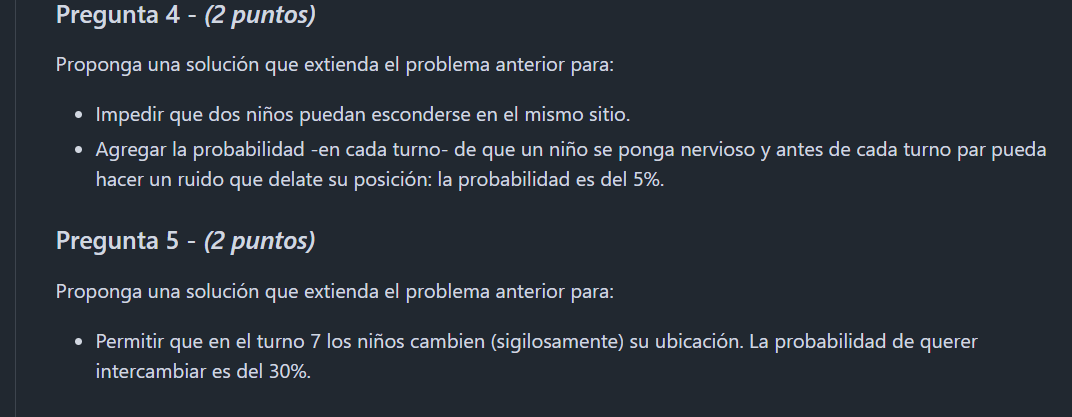 Pregunta 4 - (2 puntos)
Proponga una solución que extienda el problema anterior para:
• Impedir que dos niños puedan esconderse en el mismo sitio.
• Agregar la probabilidad -en cada turno- de que un niño se ponga nervioso y antes de cada turno par pueda
hacer un ruido que delate su posición: la probabilidad es del 5%.
Pregunta 5 - (2 puntos)
Proponga una solución que extienda el problema anterior para:
• Permitir que en el turno 7 los niños cambien (sigilosamente) su ubicación. La probabilidad de querer
intercambiar es del 30%.